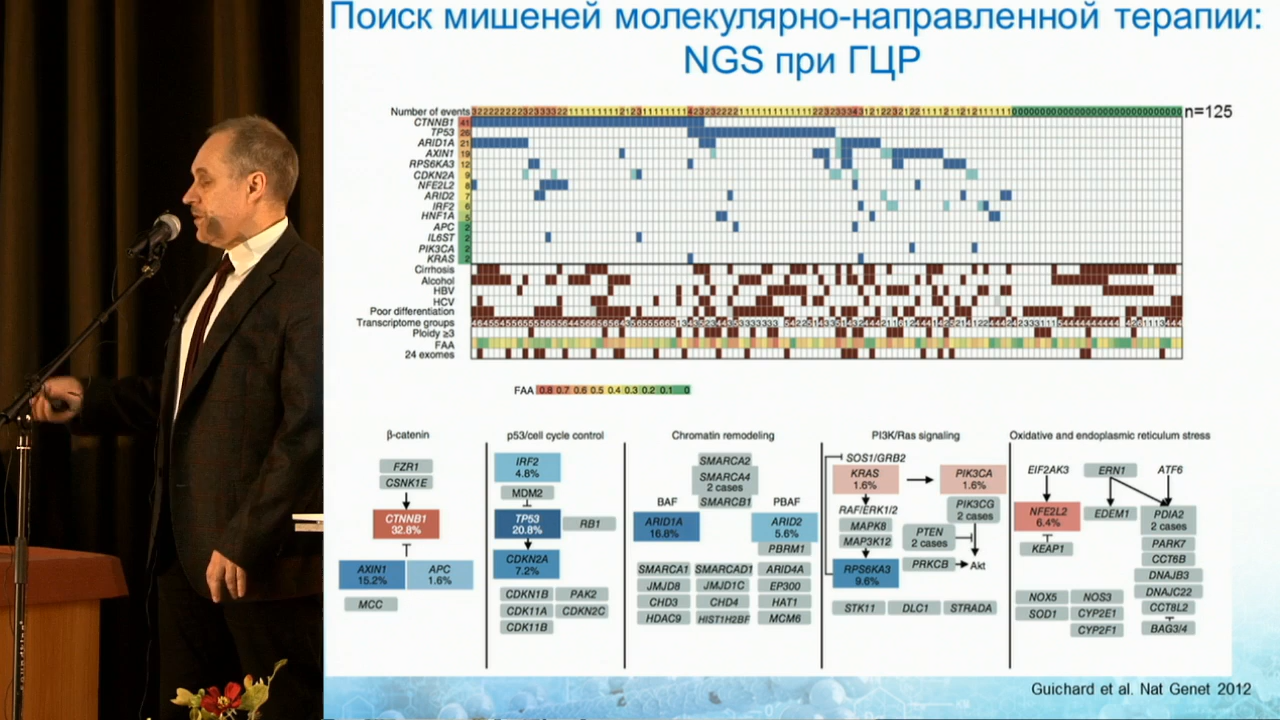 Поиск мишеней молекулярно-направленной терапии:
NGS при ГЦР
Number of events
n=125
CTNNB1 41
TP53 26
ARID1A 21
AXIN1 19
RPS6KA3 12
CDKN2A 9
NFE2L2 8
ARID2 7
IRF2 6
HNF1A 5
APC 2
IL6ST 2
PIK3CA 2
KRAS 2
Cirrhosis
Alcohol
HBV
HCV
Poor differentiation
Transcriptome groups
Ploidy ≥3
FAA
24 exomes
FAA 0.8 0.7 0.6 0.5 0.4 0.3 0.2 0.1 0
β-catenin
FZR1
CSNK1E
CTNNB1
32.8%
AXIN1
15.2%
APC
1.6%
MCC
p53/cell cycle control
IRF2
4.8%
MDM2
TP53
20.8%
RB1
CDKN2A
7.2%
CDKN1B PAK2
CDK11A CDKN2C
CDK11B
Chromatin remodeling
SMARCA2
SMARCA4
2 cases
SMARCB1
BAF PBAF
ARID1A
16.8%
ARID2
5.6%
PBRM1
SMARCA1 SMARCAD1 ARID4A
JMJD8 JMJD1C EP300
CHD3 CHD4 HAT1
HDAC9 HIST1H2BF MCM6
PI3K/Ras signaling
SOS1/GRB2
KRAS
1.6%
PIK3CA
1.6%
RAF/ERK1/2
PIK3CG
2 cases
MAPK8
MAP3K12
PTEN
2 cases
PRKCB
Akt
RPS6KA3
9.6%
STK11 DLC1 STRADA
Oxidative and endoplasmic reticulum stress
EIF2AK3 ERN1 ATF6
NFE2L2
6.4%
EDEM1
PDIA2
2 cases
KEAP1
PARK7
CCT6B
DNAJB3
DNAJC22
CCT8L2
BAG3/4
NOX5 NOS3
SOD1 CYP2E1
CYP2F1
Guichard et al. Nat Genet 2012